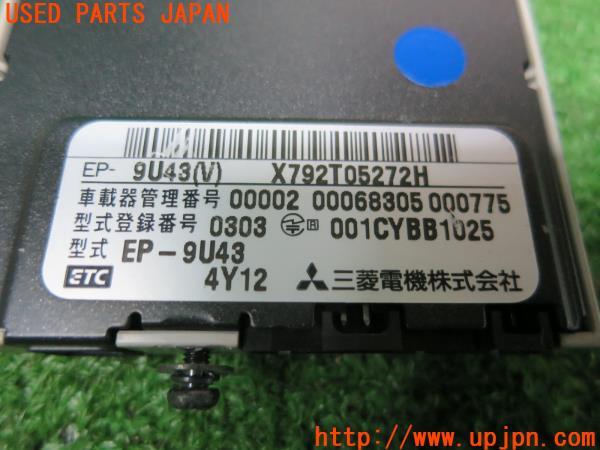 USED PARTS JAPAN
EP- 9U43(V) X792T05272H
車載器管理番号 00002 00068305 000775
型式登録番号 0303 R 001CYBB1025
型式 EP-9U43
ETC 4Y12 三菱電機株式会社
http://www.upjpn.com/